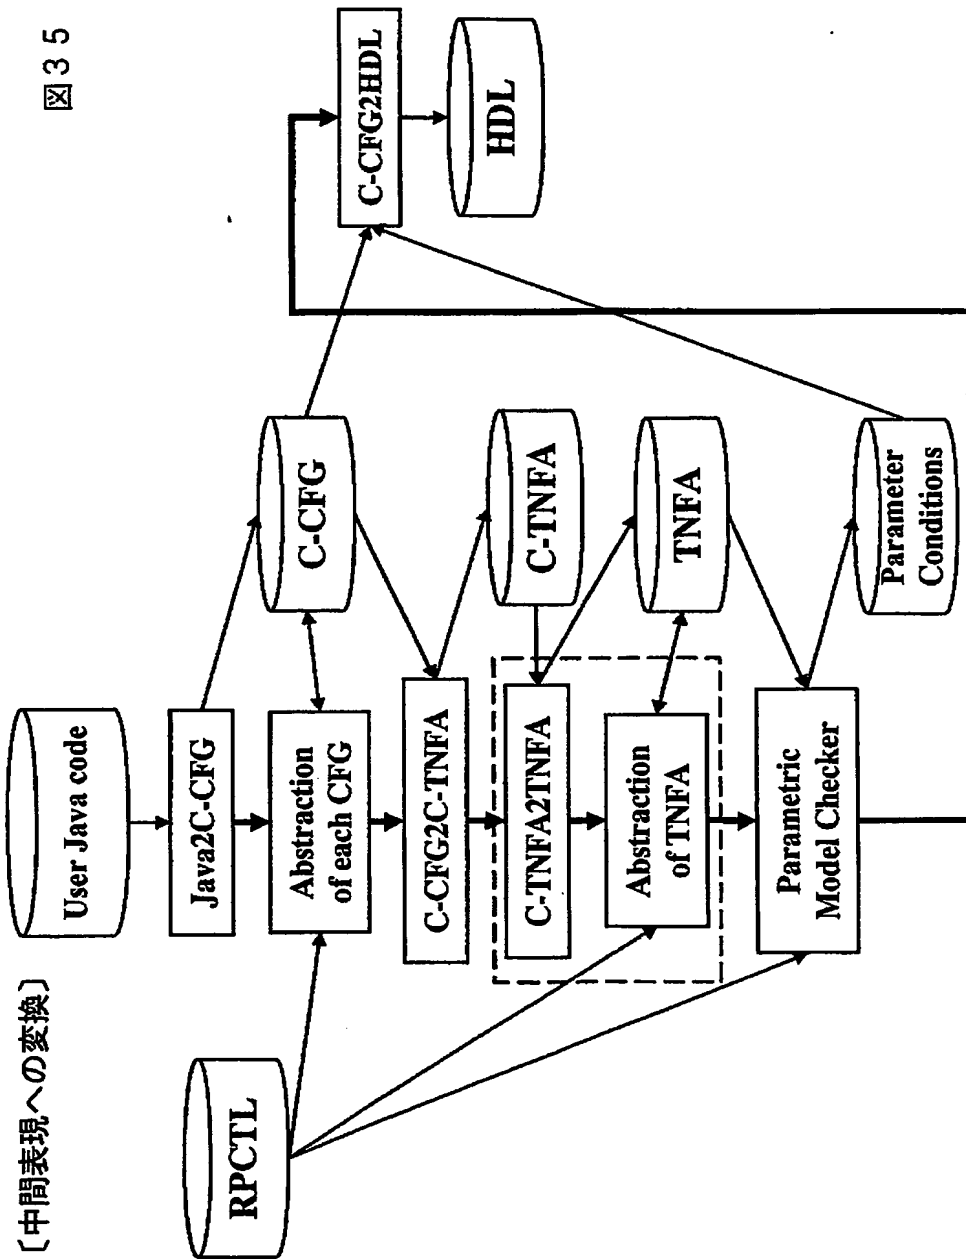 〔中間表現への変換〕
図35
User Java code
Java2C-CFG
RPCTL
Abstraction
of each CFG
C-CFG
C-CFG2HDL
HDL
C-CFG2C-TNFA
C-TNFA
C-TNFA2TNFA
Abstraction
of TNFA
TNFA
Parametric
Model Checker
Parameter
Conditions